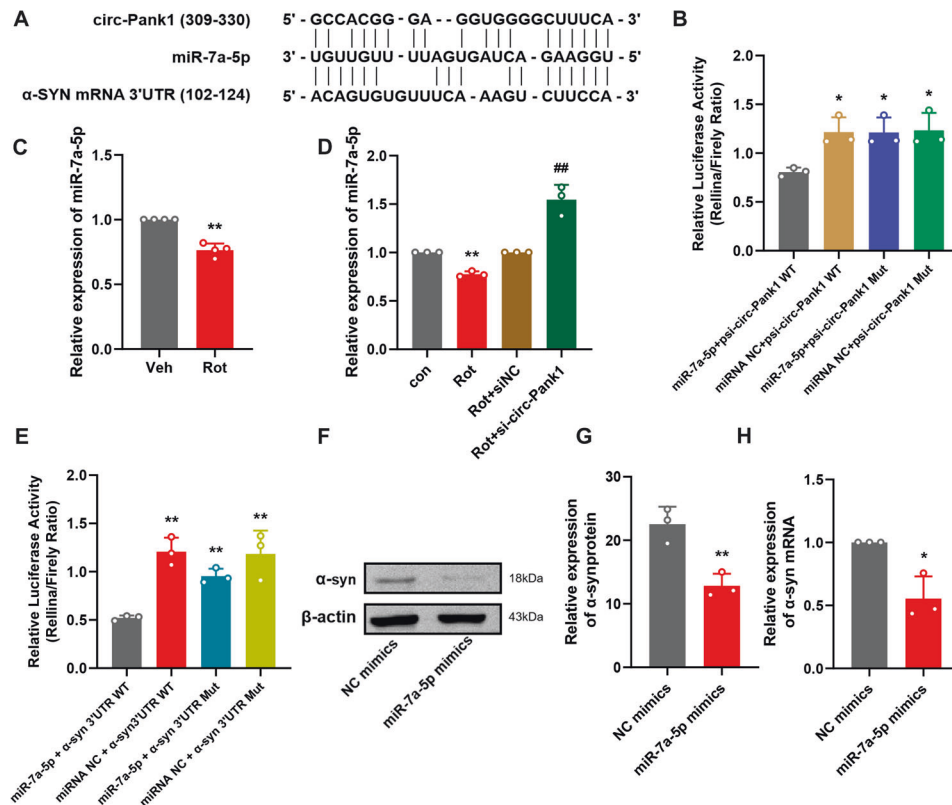 A
circ-Pank1 (309-330) 5' - GCCACGG - GA - GGUGGGGCUUUCA - 3'
miR-7a-5p 3'- UGUUGUU - UUAGUGAUCA - GAAGGU - 5'
α-SYN mRNA 3'UTR (102-124) 5'- ACAGUGUGUUUCA - AAGU - CUUCCA - 3'
B
Relative Luciferase Activity
(Rellina/Firely Ratio)
2.0
1.5
1.0
0.5
0.0
*
*
*
miR-7a-5p+psi-circ-Pank1 WT
miRNA NC+psi-circ-Pank1 WT
miR-7a-5p+psi-circ-Pank1 Mut
miRNA NC+psi-circ-Pank1 Mut
C
Relative expression of miR-7a-5p
1.5
1.0
0.5
0.0
**
Veh Rot
D
Relative expression of miR-7a-5p
2.0
1.5
1.0
0.5
0.0
**
##
con
Rot
Rot+siNC
Rot+si-circ-Pank1
E
Relative Luciferase Activity
(Rellina/Firely Ratio)
2.0
1.5
1.0
0.5
0.0
**
**
**
miR-7a-5p + α-syn 3'UTR WT
miRNA NC + α-syn3'UTR WT
miR-7a-5p + α-syn 3'UTR Mut
miRNA NC + α-syn 3'UTR Mut
F
α-syn 18kDa
β-actin 43kDa
NC mimics
miR-7a-5p mimics
G
Relative expression
of α-synprotein
30
20
10
0
**
NC mimics
miR-7a-5p mimics
H
Relative expression
of α-syn mRNA
1.5
1.0
0.5
0.0
*
NC mimics
miR-7a-5p mimics